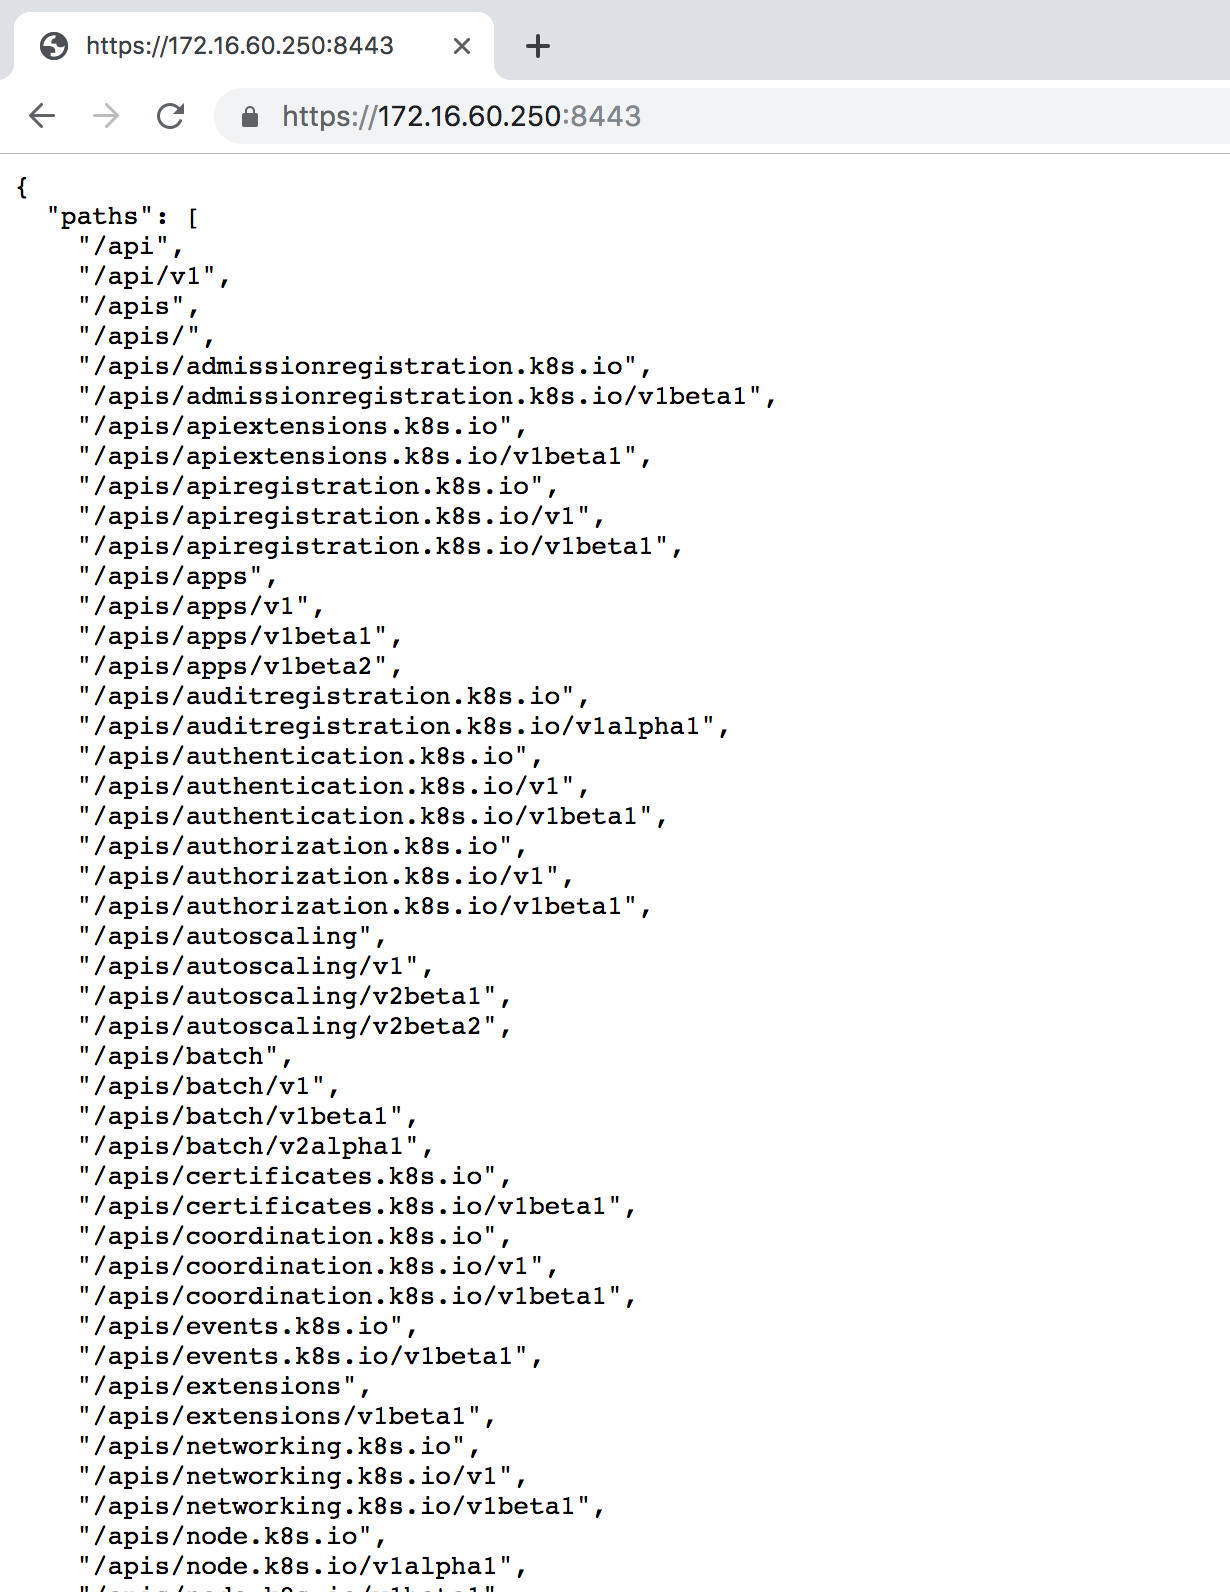 https://172.16.60.250:8443
https://172.16.60.250:8443
{
"paths": [
"/api",
"/api/v1",
"/apis",
"/apis/",
"/apis/admissionregistration.k8s.io",
"/apis/admissionregistration.k8s.io/v1beta1",
"/apis/apiextensions.k8s.io",
"/apis/apiextensions.k8s.io/v1beta1",
"/apis/apiregistration.k8s.io",
"/apis/apiregistration.k8s.io/v1",
"/apis/apiregistration.k8s.io/v1beta1",
"/apis/apps",
"/apis/apps/v1",
"/apis/apps/v1beta1",
"/apis/apps/v1beta2",
"/apis/auditregistration.k8s.io",
"/apis/auditregistration.k8s.io/v1alpha1",
"/apis/authentication.k8s.io",
"/apis/authentication.k8s.io/v1",
"/apis/authentication.k8s.io/v1beta1",
"/apis/authorization.k8s.io",
"/apis/authorization.k8s.io/v1",
"/apis/authorization.k8s.io/v1beta1",
"/apis/autoscaling",
"/apis/autoscaling/v1",
"/apis/autoscaling/v2beta1",
"/apis/autoscaling/v2beta2",
"/apis/batch",
"/apis/batch/v1",
"/apis/batch/v1beta1",
"/apis/batch/v2alpha1",
"/apis/certificates.k8s.io",
"/apis/certificates.k8s.io/v1beta1",
"/apis/coordination.k8s.io",
"/apis/coordination.k8s.io/v1",
"/apis/coordination.k8s.io/v1beta1",
"/apis/events.k8s.io",
"/apis/events.k8s.io/v1beta1",
"/apis/extensions",
"/apis/extensions/v1beta1",
"/apis/networking.k8s.io",
"/apis/networking.k8s.io/v1",
"/apis/networking.k8s.io/v1beta1",
"/apis/node.k8s.io",
"/apis/node.k8s.io/v1alpha1",